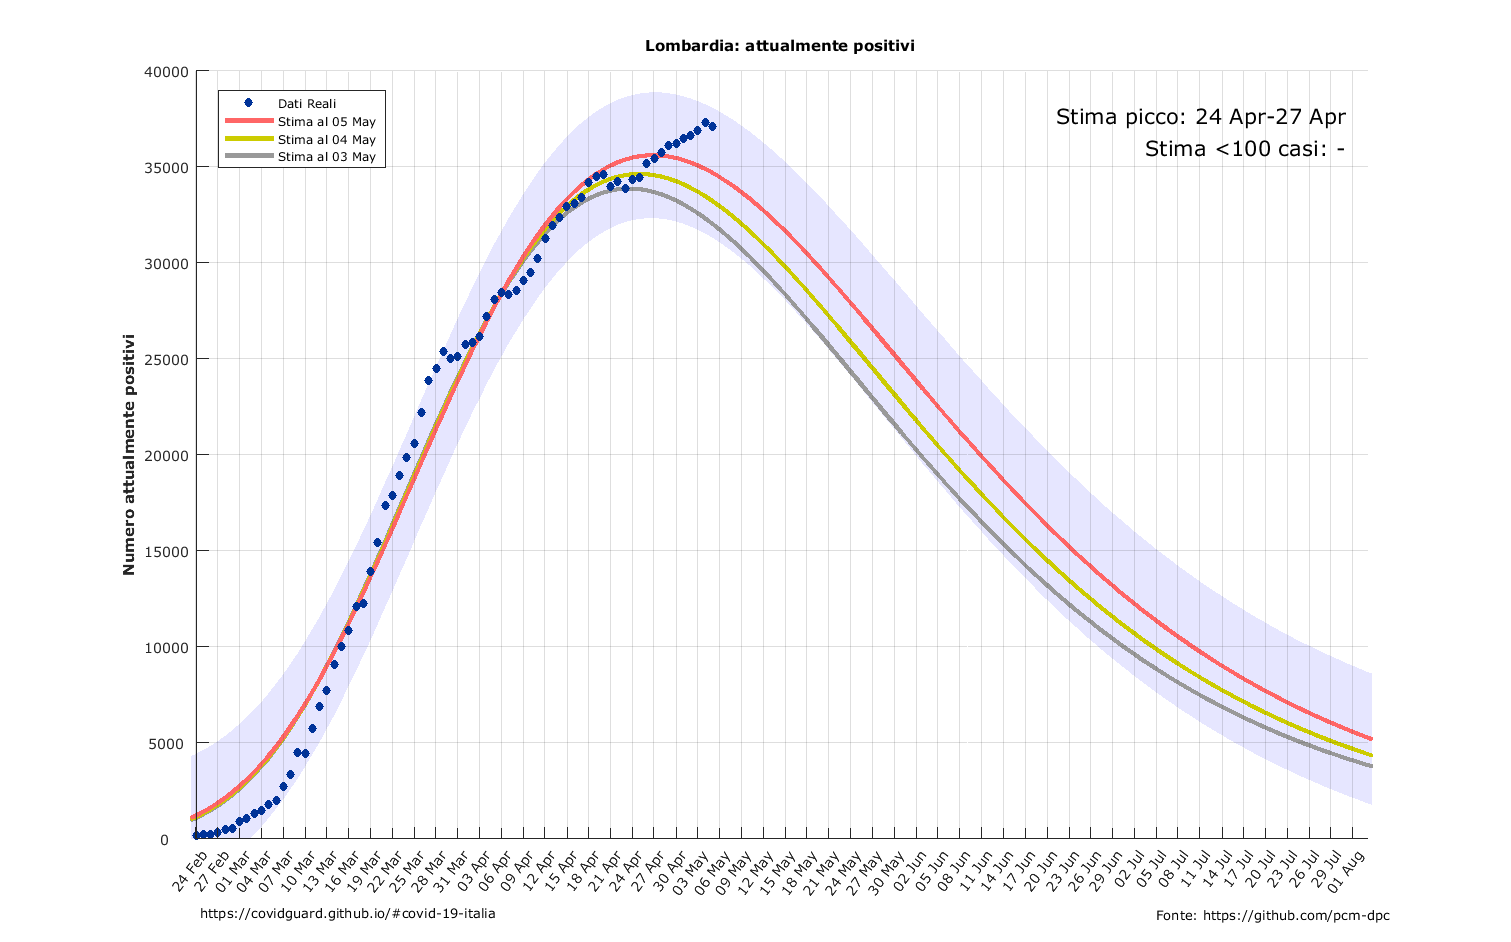 Lombardia: attualmente positivi
40000
35000
30000
25000
20000
15000
10000
5000
0
Numero attualmente positivi
Dati Reali
Stima al 05 May
Stima al 04 May
Stima al 03 May
Stima picco: 24 Apr-27 Apr
Stima <100 casi: -
24 Feb
27 Feb
01 Mar
04 Mar
07 Mar
10 Mar
13 Mar
16 Mar
19 Mar
22 Mar
25 Mar
28 Mar
31 Mar
03 Apr
06 Apr
09 Apr
12 Apr
15 Apr
18 Apr
21 Apr
24 Apr
27 Apr
30 Apr
03 May
06 May
09 May
12 May
15 May
18 May
21 May
24 May
27 May
30 May
02 Jun
05 Jun
08 Jun
11 Jun
14 Jun
17 Jun
20 Jun
23 Jun
26 Jun
29 Jun
02 Jul
05 Jul
08 Jul
11 Jul
14 Jul
17 Jul
20 Jul
23 Jul
26 Jul
29 Jul
01 Aug
https://covidguard.github.io/#covid-19-italia
Fonte: https://github.com/pcm-dpc